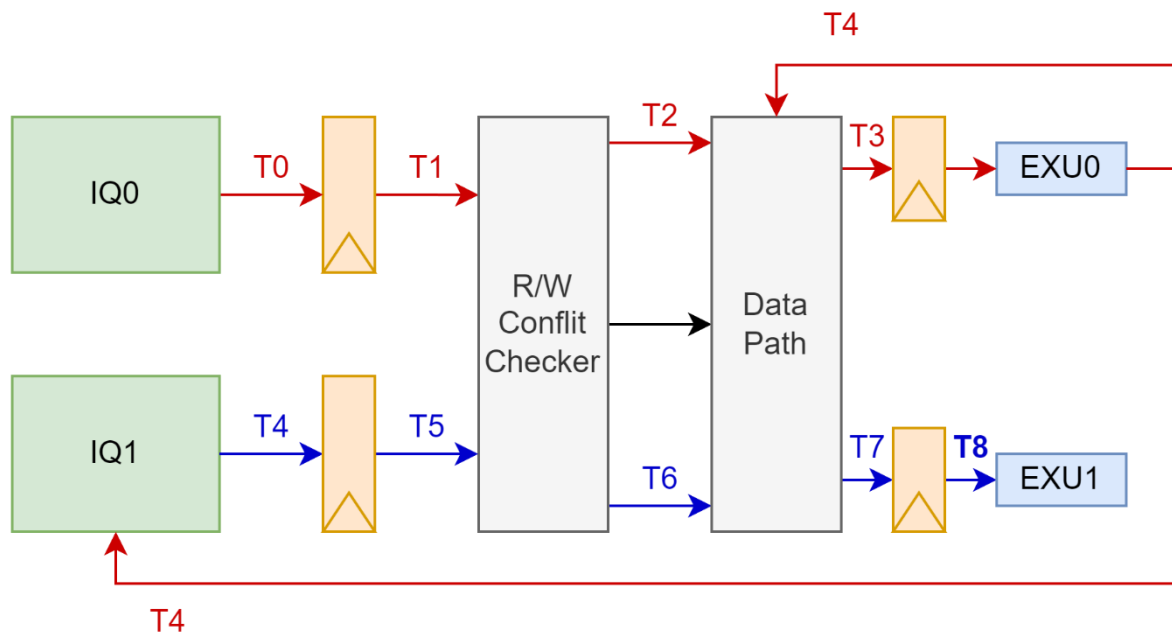 T4
IQ0
T0
T1
T2
T3
EXU0
R/W
Conflit
Checker
Data
Path
IQ1
T4
T5
T6
T7
T8
EXU1
T4